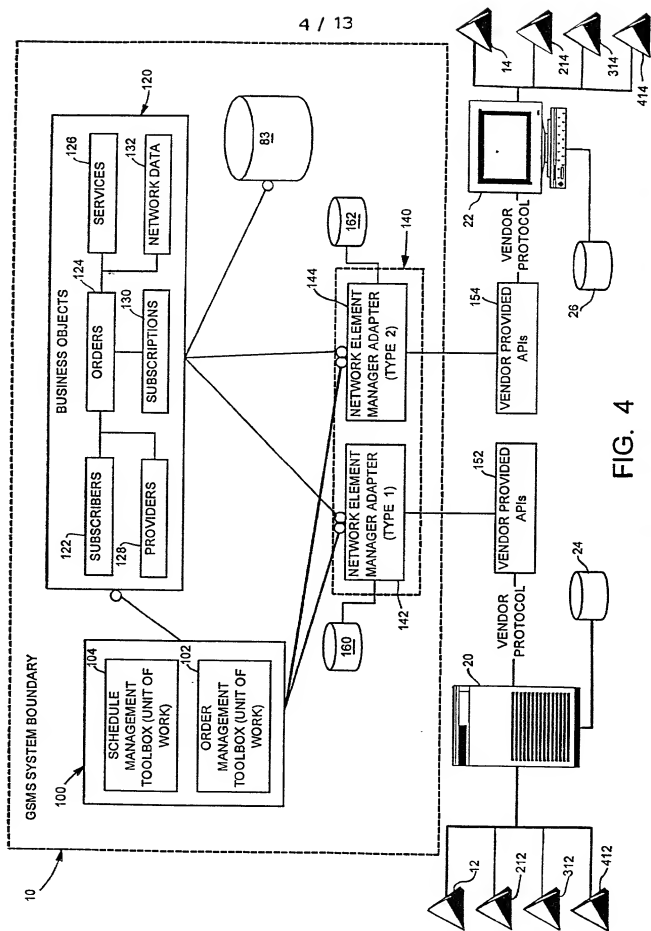 4 / 13
GSMS SYSTEM BOUNDARY
10
100
104
SCHEDULE
MANAGEMENT
TOOLBOX (UNIT OF
WORK)
102
ORDER
MANAGEMENT
TOOLBOX (UNIT OF
WORK)
BUSINESS OBJECTS
120
122
SUBSCRIBERS
124
ORDERS
126
SERVICES
128
PROVIDERS
130
SUBSCRIPTIONS
132
NETWORK DATA
83
160
142
NETWORK ELEMENT
MANAGER ADAPTER
(TYPE 1)
144
NETWORK ELEMENT
MANAGER ADAPTER
(TYPE 2)
162
140
152
VENDOR PROVIDED
APIs
154
VENDOR PROVIDED
APIs
VENDOR
PROTOCOL
VENDOR
PROTOCOL
20
24
22
26
12
212
312
412
14
214
314
414
FIG. 4